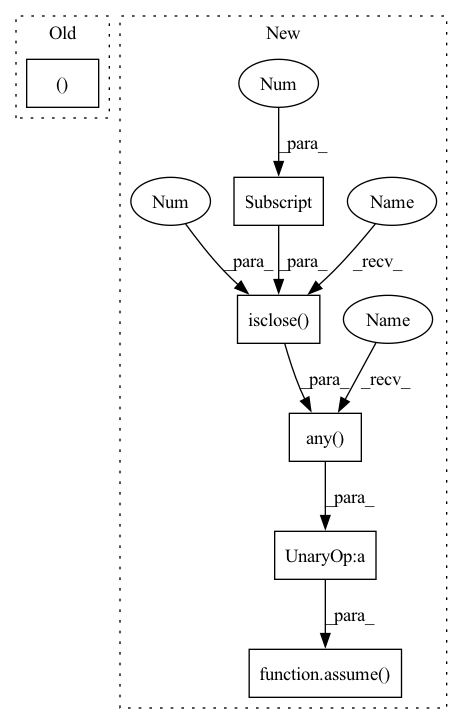 Old
New
()
Num
_para_
Num
Subscript
Name
_para_
_para_
_recv_
isclose()
Name
_para_
_recv_
any()
_para_
UnaryOp:a
_para_
function.assume()